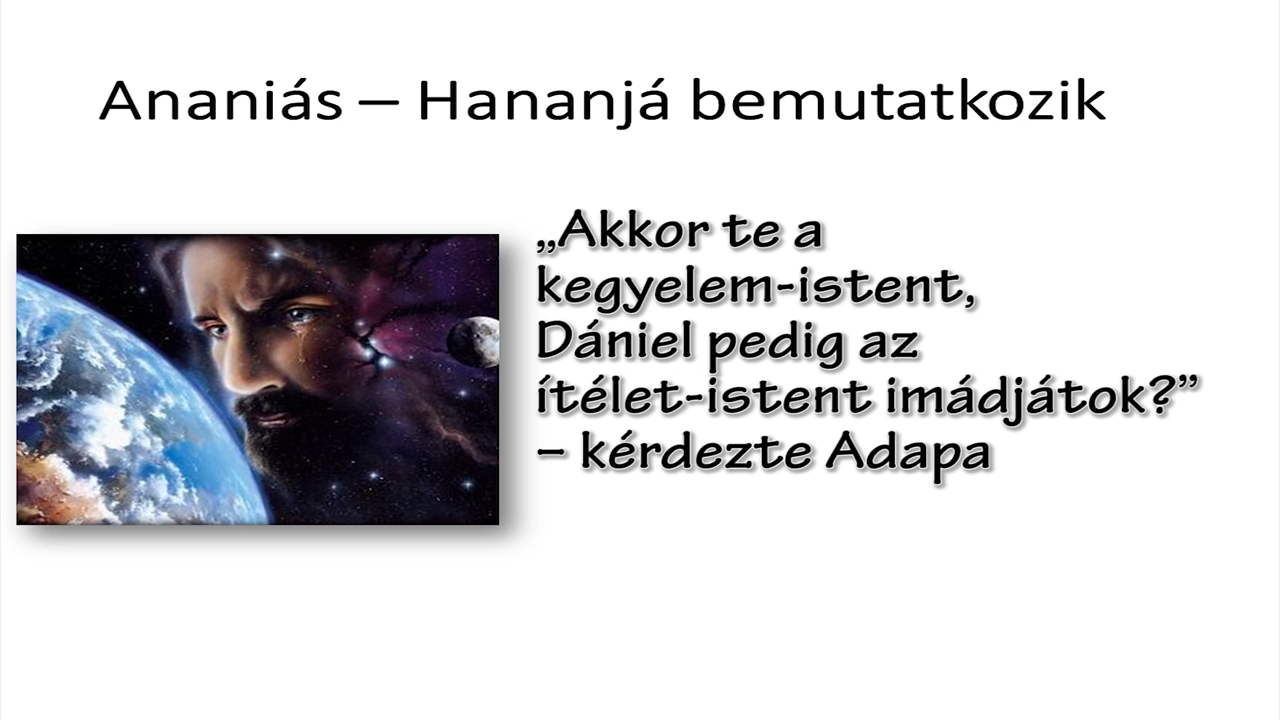 Ananiás – Hananjá bemutatkozik
„Akkor te a
kegyelem-istent,
Dániel pedig az
ítélet-istent imádjátok?”
– kérdezte Adapa